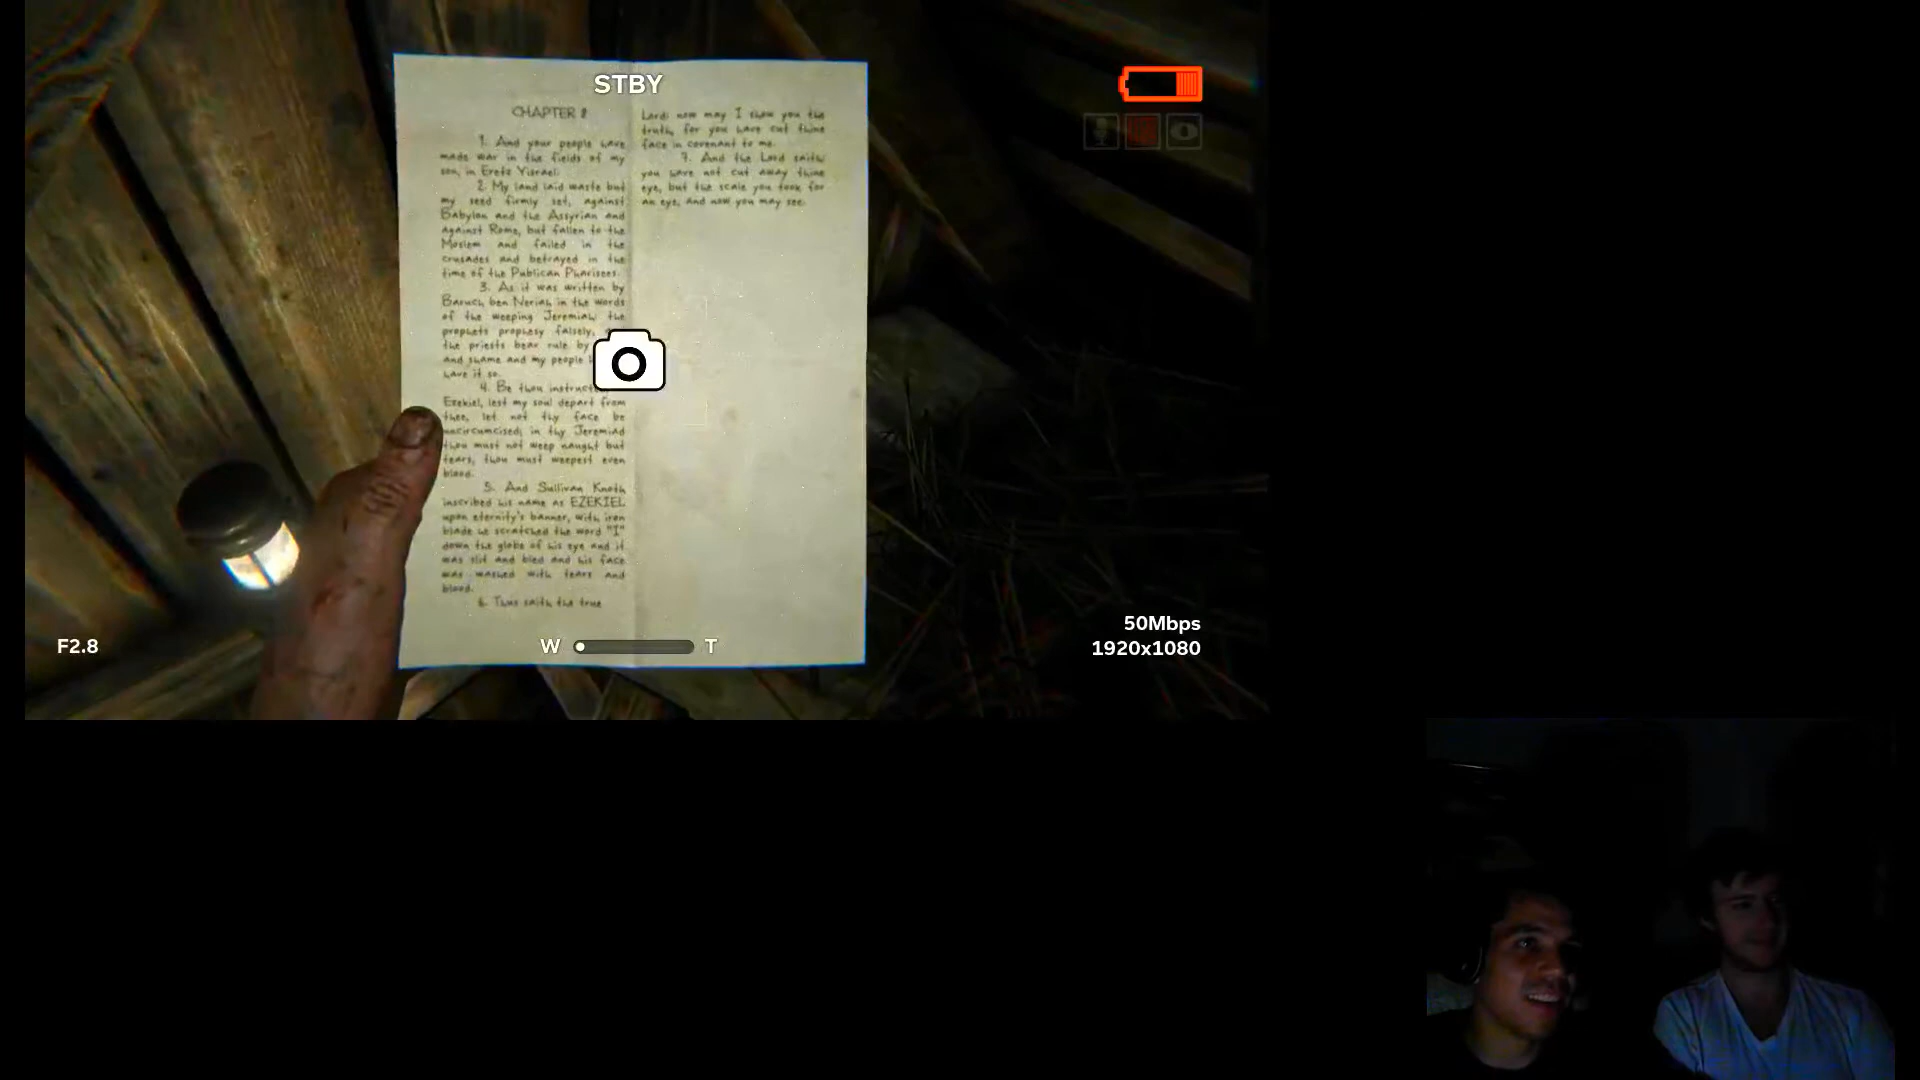 STBY
CHAPTER 8
1. And your people have
made war in the fields of my
son, in Eretz Yisrael.
2. My land laid waste but
my seed firmly set, against
Babylon and the Assyrian and
against Rome, but fallen to the
Moslem and failed in the
crusades and betrayed in the
time of the Publican Pharisees.
3. As it was written by
Baruch ben Neriah in the words
of the weeping Jeremiah: the
prophets prophesy falsely,
the priests bear rule by
and shame and my people
have it so.
4. Be thou
Ezekiel, lest my soul depart from
thee, let not thy face be
uncircumcised; in thy Jeremiad
thou must not weep naught but
tears, thou must weepest even
blood.
5. And Sullivan Knoth
inscribed his name as EZEKIEL
upon eternity's banner, with iron
blade he scratched the word "I"
down the globe of his eye and it
was slit and bled and his face
was washed with tears and
blood.
6. Thus saith the true
Lord: now may I show you the
truth, for you have cut thine
face in covenant to me.
7. And the Lord saith
you have not cut away thine
eye, but the scale you took for
an eye, and now you may see.
F2.8
W T
50Mbps
1920x1080